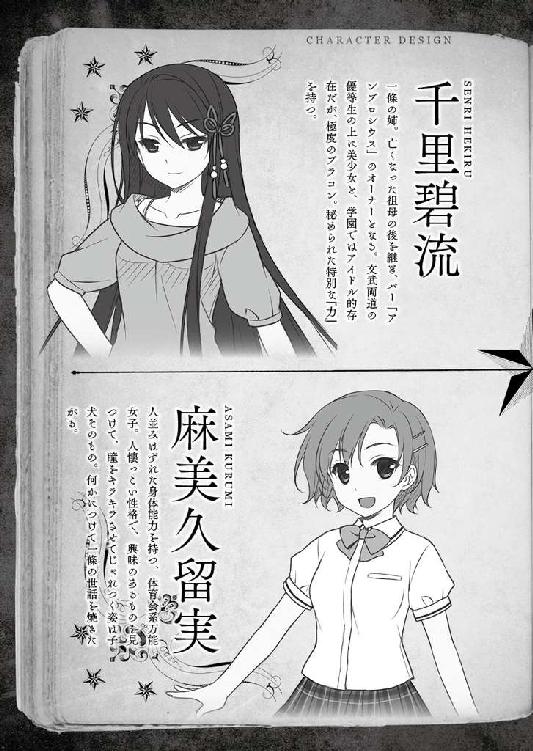 CHARACTER DESIGN
千里碧流
SENRI HEKIRU
一條の姉。亡くなった祖母の後を継ぎ、バー「ア
ンブロシウス」のオーナーとなる。文武両道の
優等生の上に美少女と、学園ではアイドル的存
在だが、極度のブラコン。秘められた特別な「力」
を持つ。
麻美久留実
ASAMI KURUMI
人並みはずれた身体能力を持つ、体育会系万能
女子。人懐っこい性格で、興味のあるものを見
つけて、瞳をキラキラさせてじゃれつく姿は子
犬そのもの。何かにつけて一條の世話を焼きた
がる。